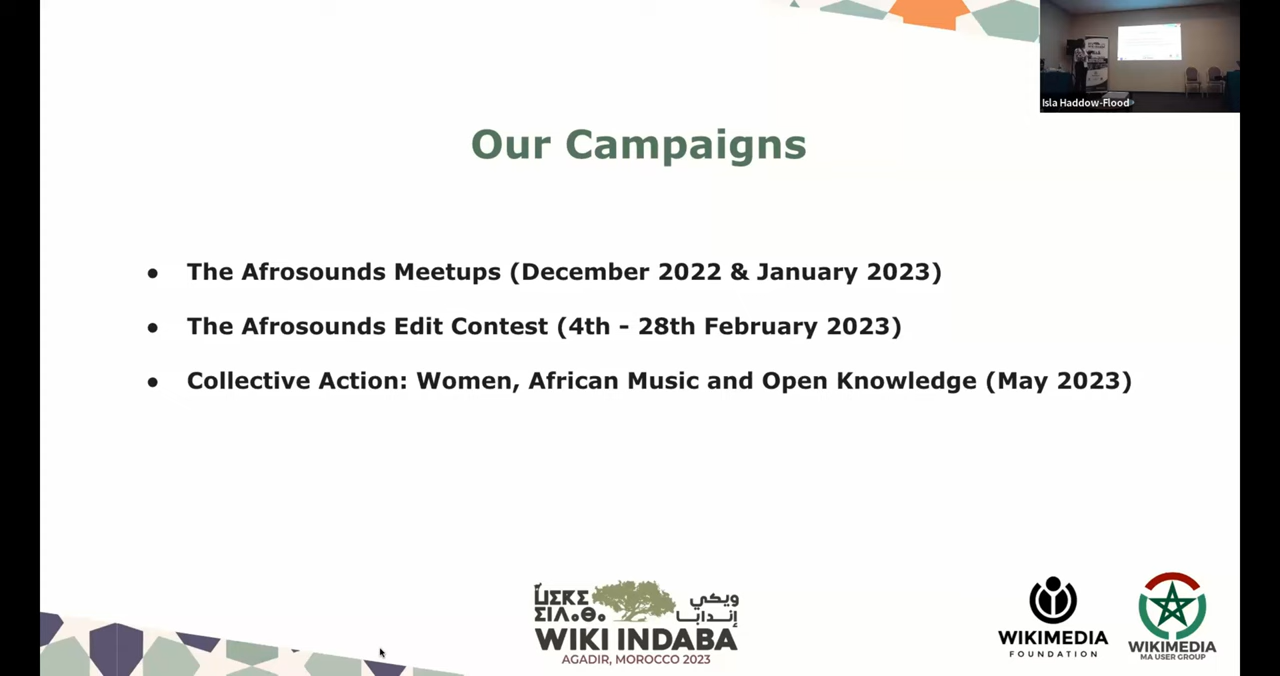 Isla Haddow-Flood
Our Campaigns
● The Afrosounds Meetups (December 2022 & January 2023)
● The Afrosounds Edit Contest (4th - 28th February 2023)
● Collective Action: Women, African Music and Open Knowledge (May 2023)
ⵡⵉⴽⵉ
ⵉⵏⴷⴰⴱⴰ
ويكي
إندابا
WIKI INDABA
AGADIR, MOROCCO 2023
WIKIMEDIA
FOUNDATION
WIKIMEDIA
MA USER GROUP